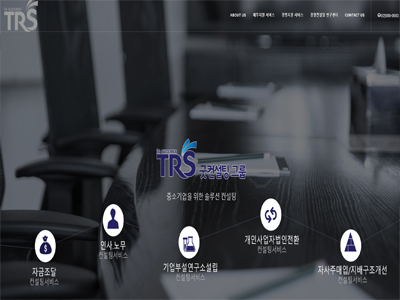 TRS
ABOUT US
CONTACT US
TRS 굿컨설팅 그룹
중소기업을 위한 솔루션 컨설팅
자금조달
컨설팅서비스
인사.노무
컨설팅서비스
기업부설연구소설립
컨설팅서비스
개인사업자법인전환
컨설팅서비스
자사주매입/지배구조개선
컨설팅서비스